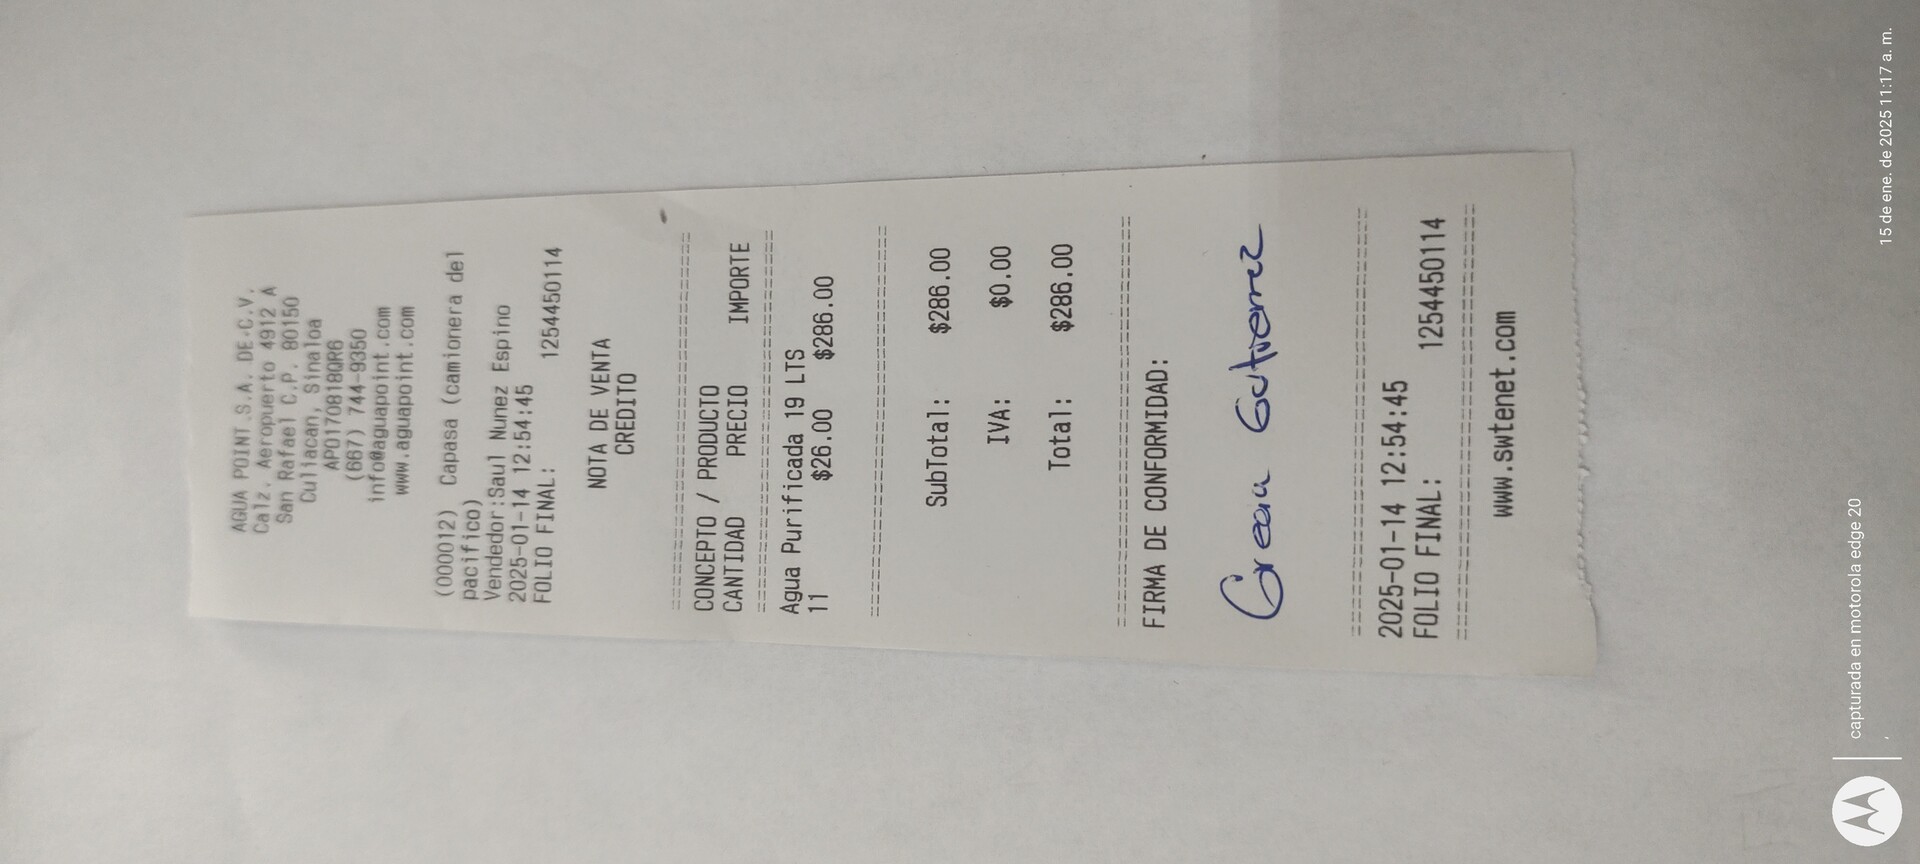 AGUA POINT S.A. DE.C.V.
Calz. Aeropuerto 4912 A
San Rafael C.P. 80150
Culiacan, Sinaloa
APO170818QR6
(667) 744-9350
info@aguapoint.com
www.aguapoint.com
(000012) Capasa (camionera del
pacifico)
Vendedor:Saul Nunez Espino
2025-01-14 12:54:45
FOLIO FINAL: 1254450114
NOTA DE VENTA
CREDITO
CONCEPTO / PRODUCTO
CANTIDAD PRECIO IMPORTE
Agua Purificada 19 LTS
11 $26.00 $286.00
SubTotal: $286.00
IVA: $0.00
Total: $286.00
FIRMA DE CONFORMIDAD:
Grecia Gutierrez
2025-01-14 12:54:45
FOLIO FINAL: 1254450114
www.swtenet.com
capturada en motorola edge 20
15 de ene. de 2025 11:17 a. m.